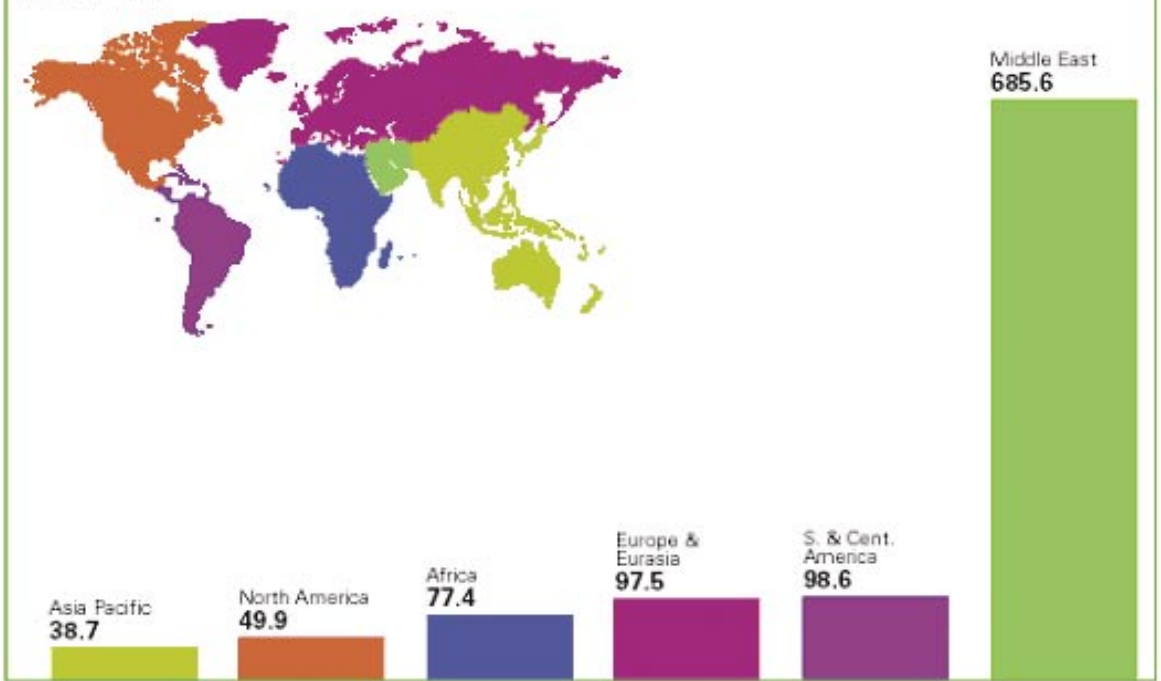 Middle East
685.6
Europe &
Eurasia
97.5
S. & Cent.
America
98.6
Africa
77.4
North America
49.9
Asia Pacific
38.7